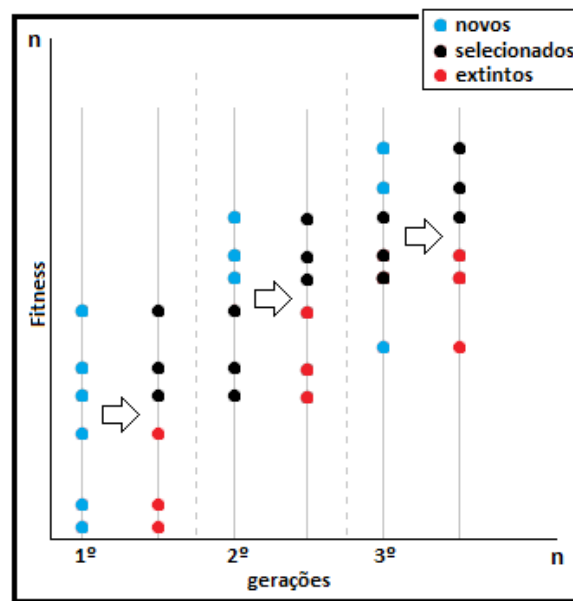 n
novos
selecionados
extintos
Fitness
1º 2º 3º n
gerações